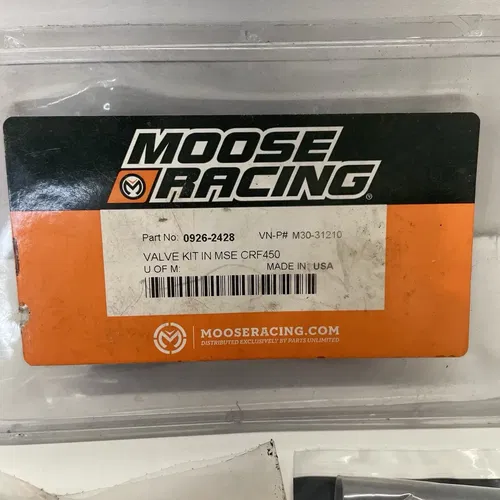 MOOSE
RACING®
Part No: 0926-2428 VN-P# M30-31210
VALVE KIT IN MSE CRF450
U OF M: MADE IN: USA
MOOSERACING.COM
DISTRIBUTED EXCLUSIVELY BY PARTS UNLIMITED